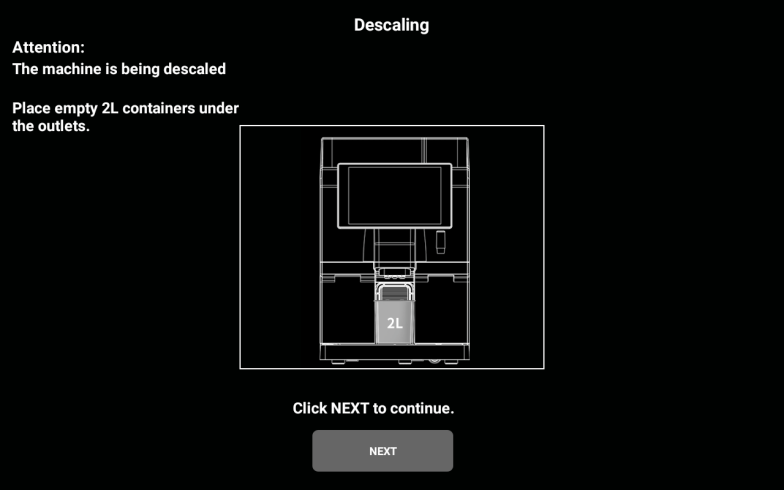 Descaling
Attention:
The machine is being descaled
Place empty 2L containers under
the outlets.
2L
Click NEXT to continue.
NEXT